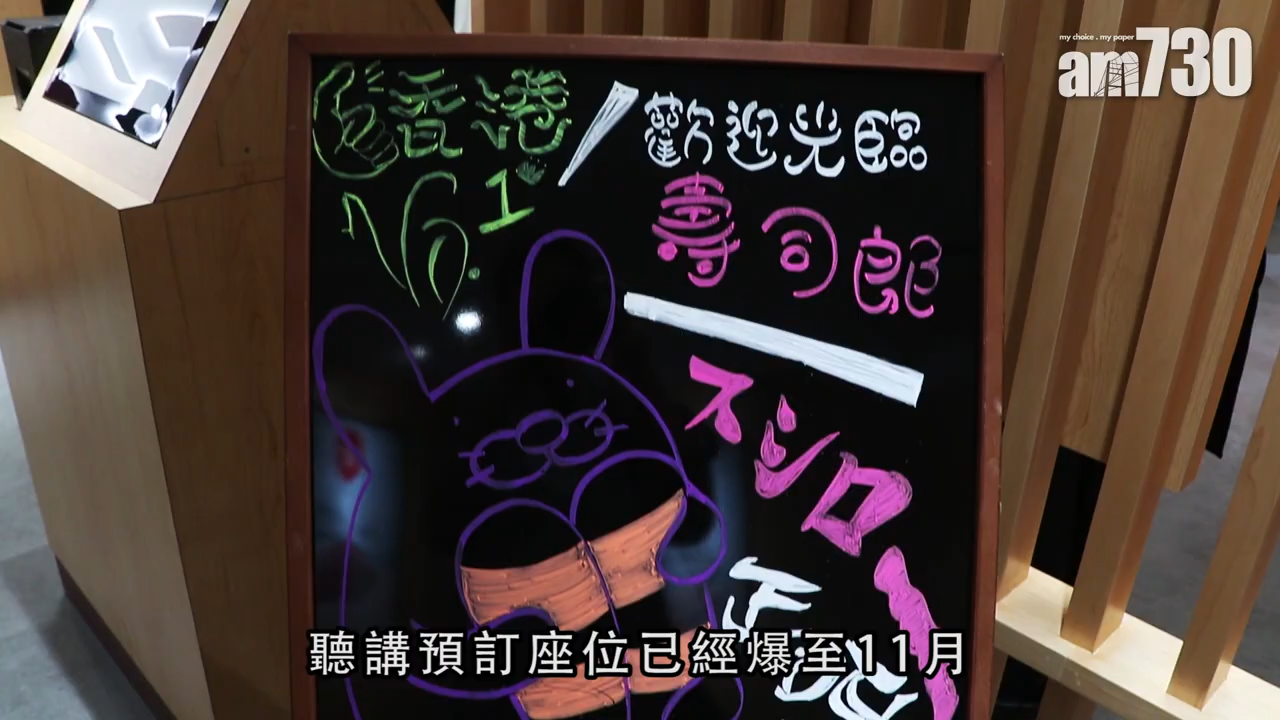 my choice . my paper
am730
香港
No.1
歡迎光臨
壽司郎
スシロー
聽講預訂座位已經爆至11月